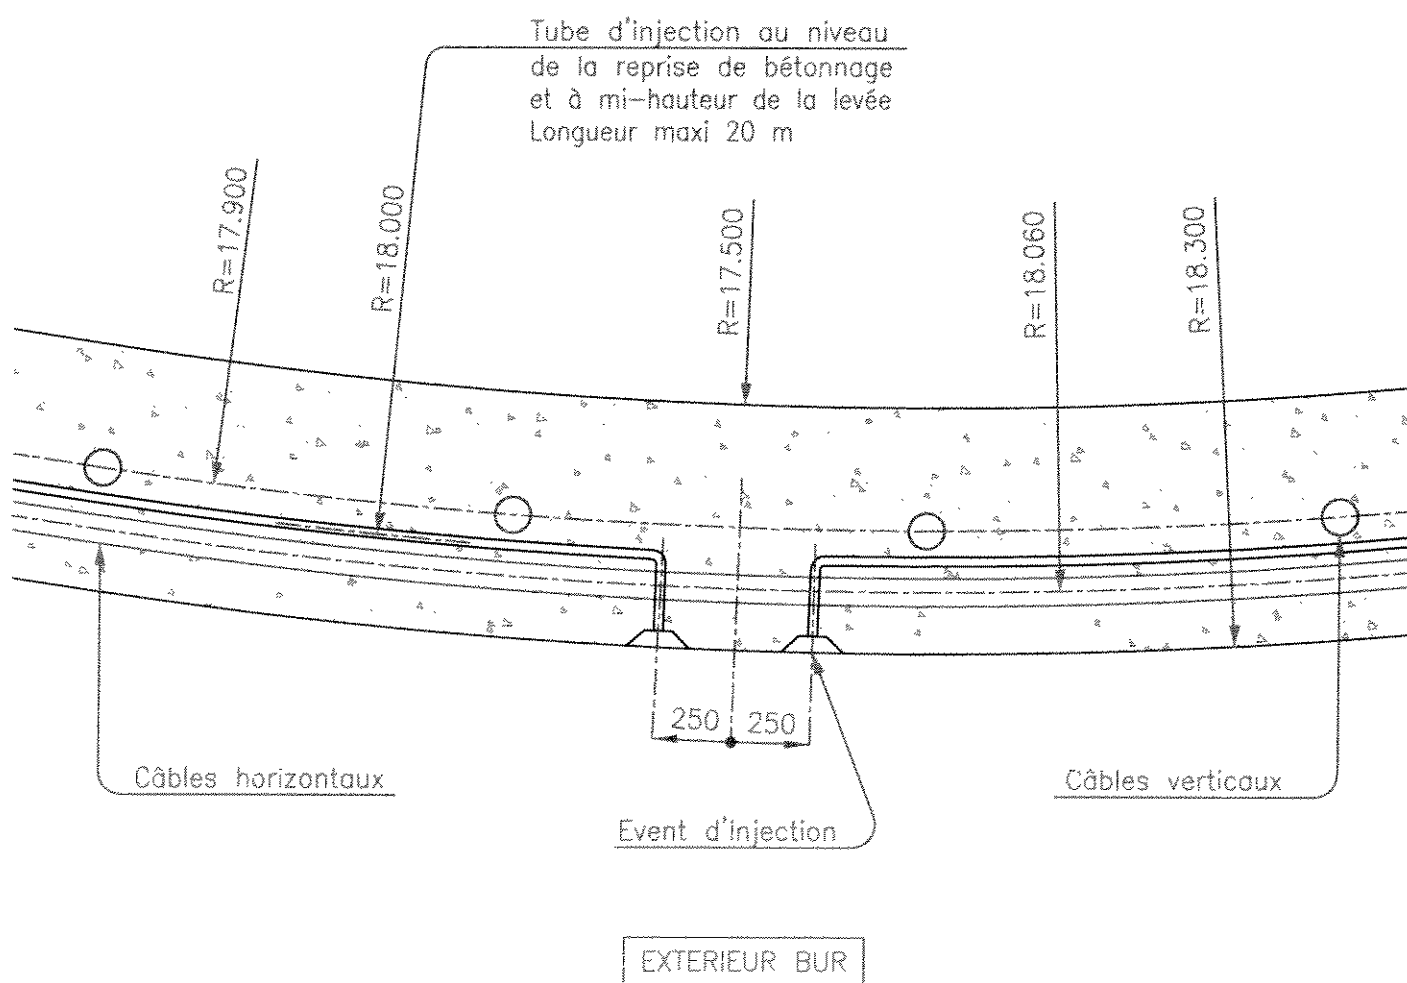 Tube d'injection au niveau
de la reprise de bétonnage
et à mi-hauteur de la levée
Longueur maxi 20 m
R=17.900
R=18.000
R=17.500
R=18.060
R=18.300
250
250
Câbles horizontaux
Câbles verticaux
Event d'injection
EXTERIEUR BUR